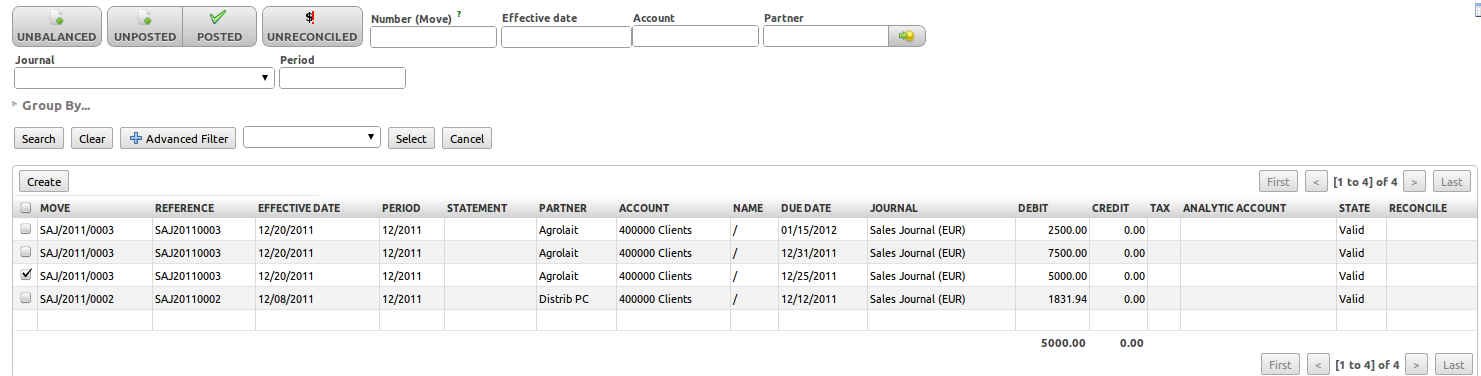 UNBALANCED UNPOSTED POSTED UNRECONCILED Number (Move) ? Effective date Account Partner
Journal Period
Group By...
Search Clear Advanced Filter Select Cancel
Create First < [1 to 4] of 4 > Last
MOVE REFERENCE EFFECTIVE DATE PERIOD STATEMENT PARTNER ACCOUNT NAME DUE DATE JOURNAL DEBIT CREDIT TAX ANALYTIC ACCOUNT STATE RECONCILE
SAJ/2011/0003 SAJ20110003 12/20/2011 12/2011 Agrolait 400000 Clients / 01/15/2012 Sales Journal (EUR) 2500.00 0.00 Valid
SAJ/2011/0003 SAJ20110003 12/20/2011 12/2011 Agrolait 400000 Clients / 12/31/2011 Sales Journal (EUR) 7500.00 0.00 Valid
SAJ/2011/0003 SAJ20110003 12/20/2011 12/2011 Agrolait 400000 Clients / 12/25/2011 Sales Journal (EUR) 5000.00 0.00 Valid
SAJ/2011/0002 SAJ20110002 12/08/2011 12/2011 Distrib PC 400000 Clients / 12/12/2011 Sales Journal (EUR) 1831.94 0.00 Valid
5000.00 0.00
First < [1 to 4] of 4 > Last